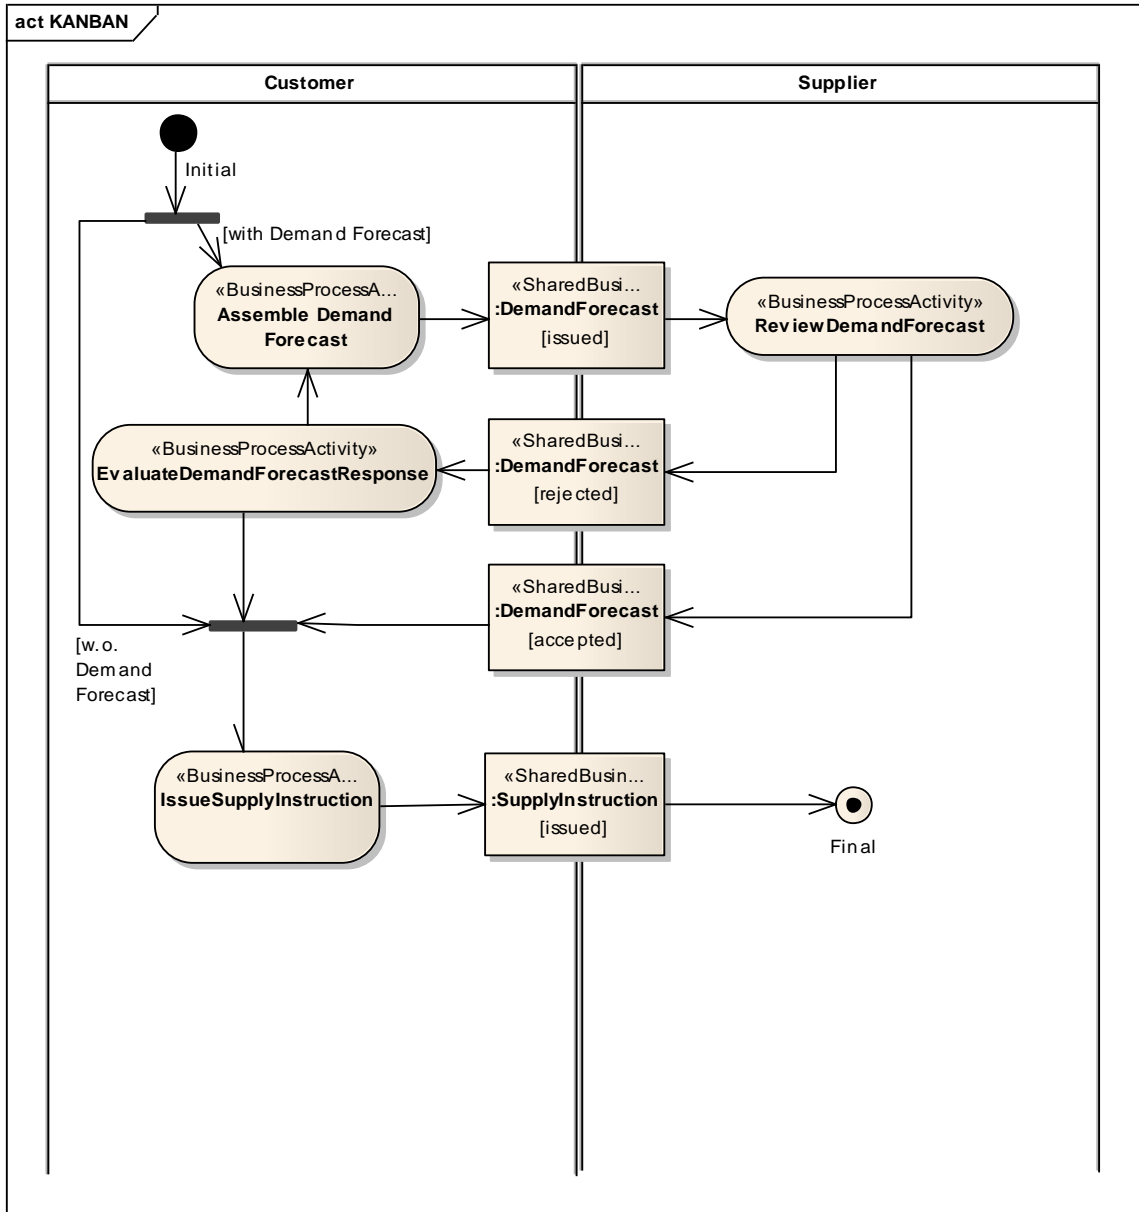 act KANBAN
Customer
Supplier
Initial
[with Demand Forecast]
«BusinessProcessA...
Assemble Demand
Forecast
«SharedBusi...
:DemandForecast
[issued]
«BusinessProcessActivity»
ReviewDemandForecast
«BusinessProcessActivity»
EvaluateDemandForecastResponse
«SharedBusi...
:DemandForecast
[rejected]
«SharedBusi...
:DemandForecast
[accepted]
[w.o.
Demand
Forecast]
«BusinessProcessA...
IssueSupplyInstruction
«SharedBusin...
:SupplyInstruction
[issued]
Final